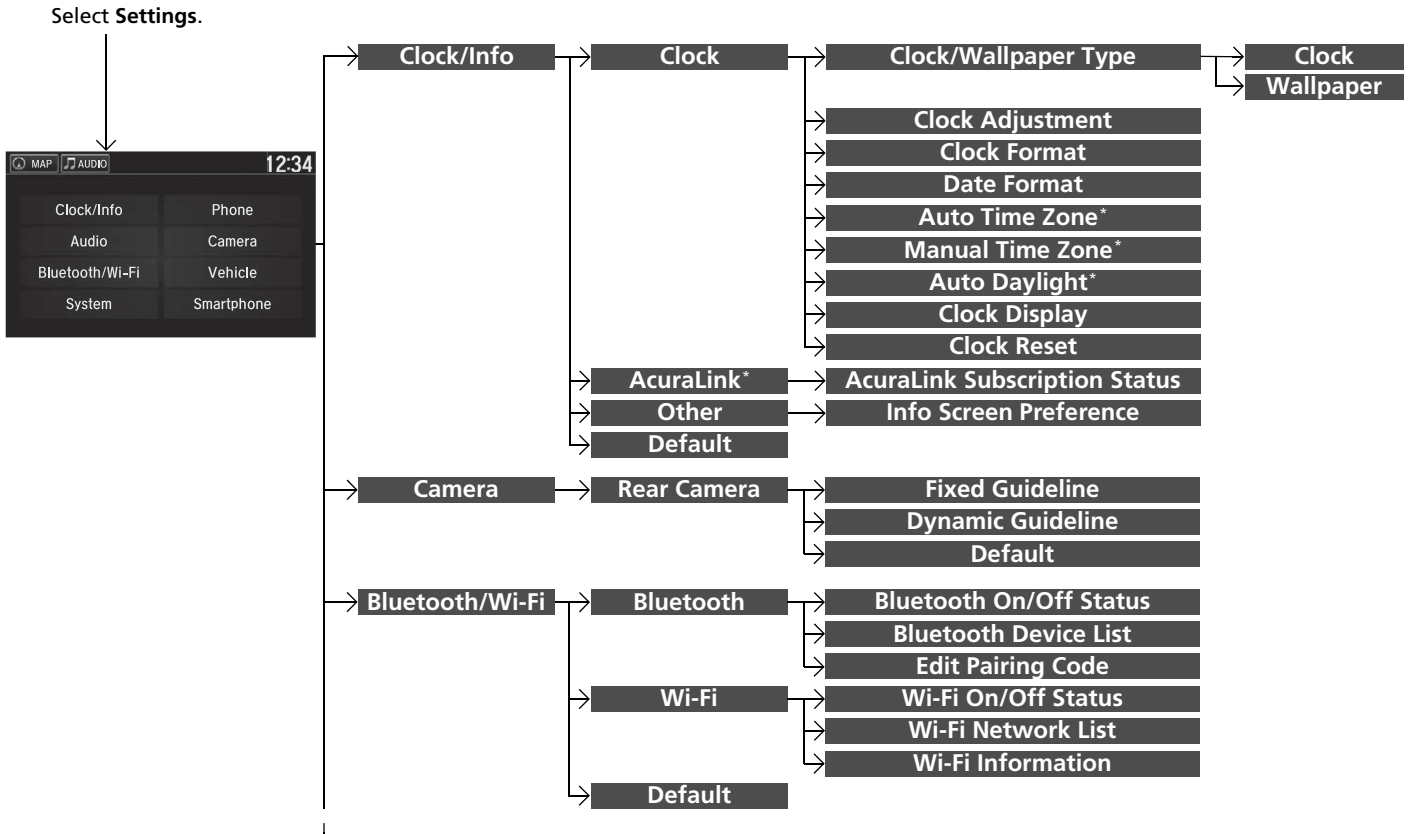 Select Settings.
MAP AUDIO 12:34
Clock/Info Phone
Audio Camera
Bluetooth/Wi-Fi Vehicle
System Smartphone
Clock/Info
Clock
Clock/Wallpaper Type
Clock
Wallpaper
Clock Adjustment
Clock Format
Date Format
Auto Time Zone*
Manual Time Zone*
Auto Daylight*
Clock Display
Clock Reset
AcuraLink*
AcuraLink Subscription Status
Other
Info Screen Preference
Default
Camera
Rear Camera
Fixed Guideline
Dynamic Guideline
Default
Bluetooth/Wi-Fi
Bluetooth
Bluetooth On/Off Status
Bluetooth Device List
Edit Pairing Code
Wi-Fi
Wi-Fi On/Off Status
Wi-Fi Network List
Wi-Fi Information
Default